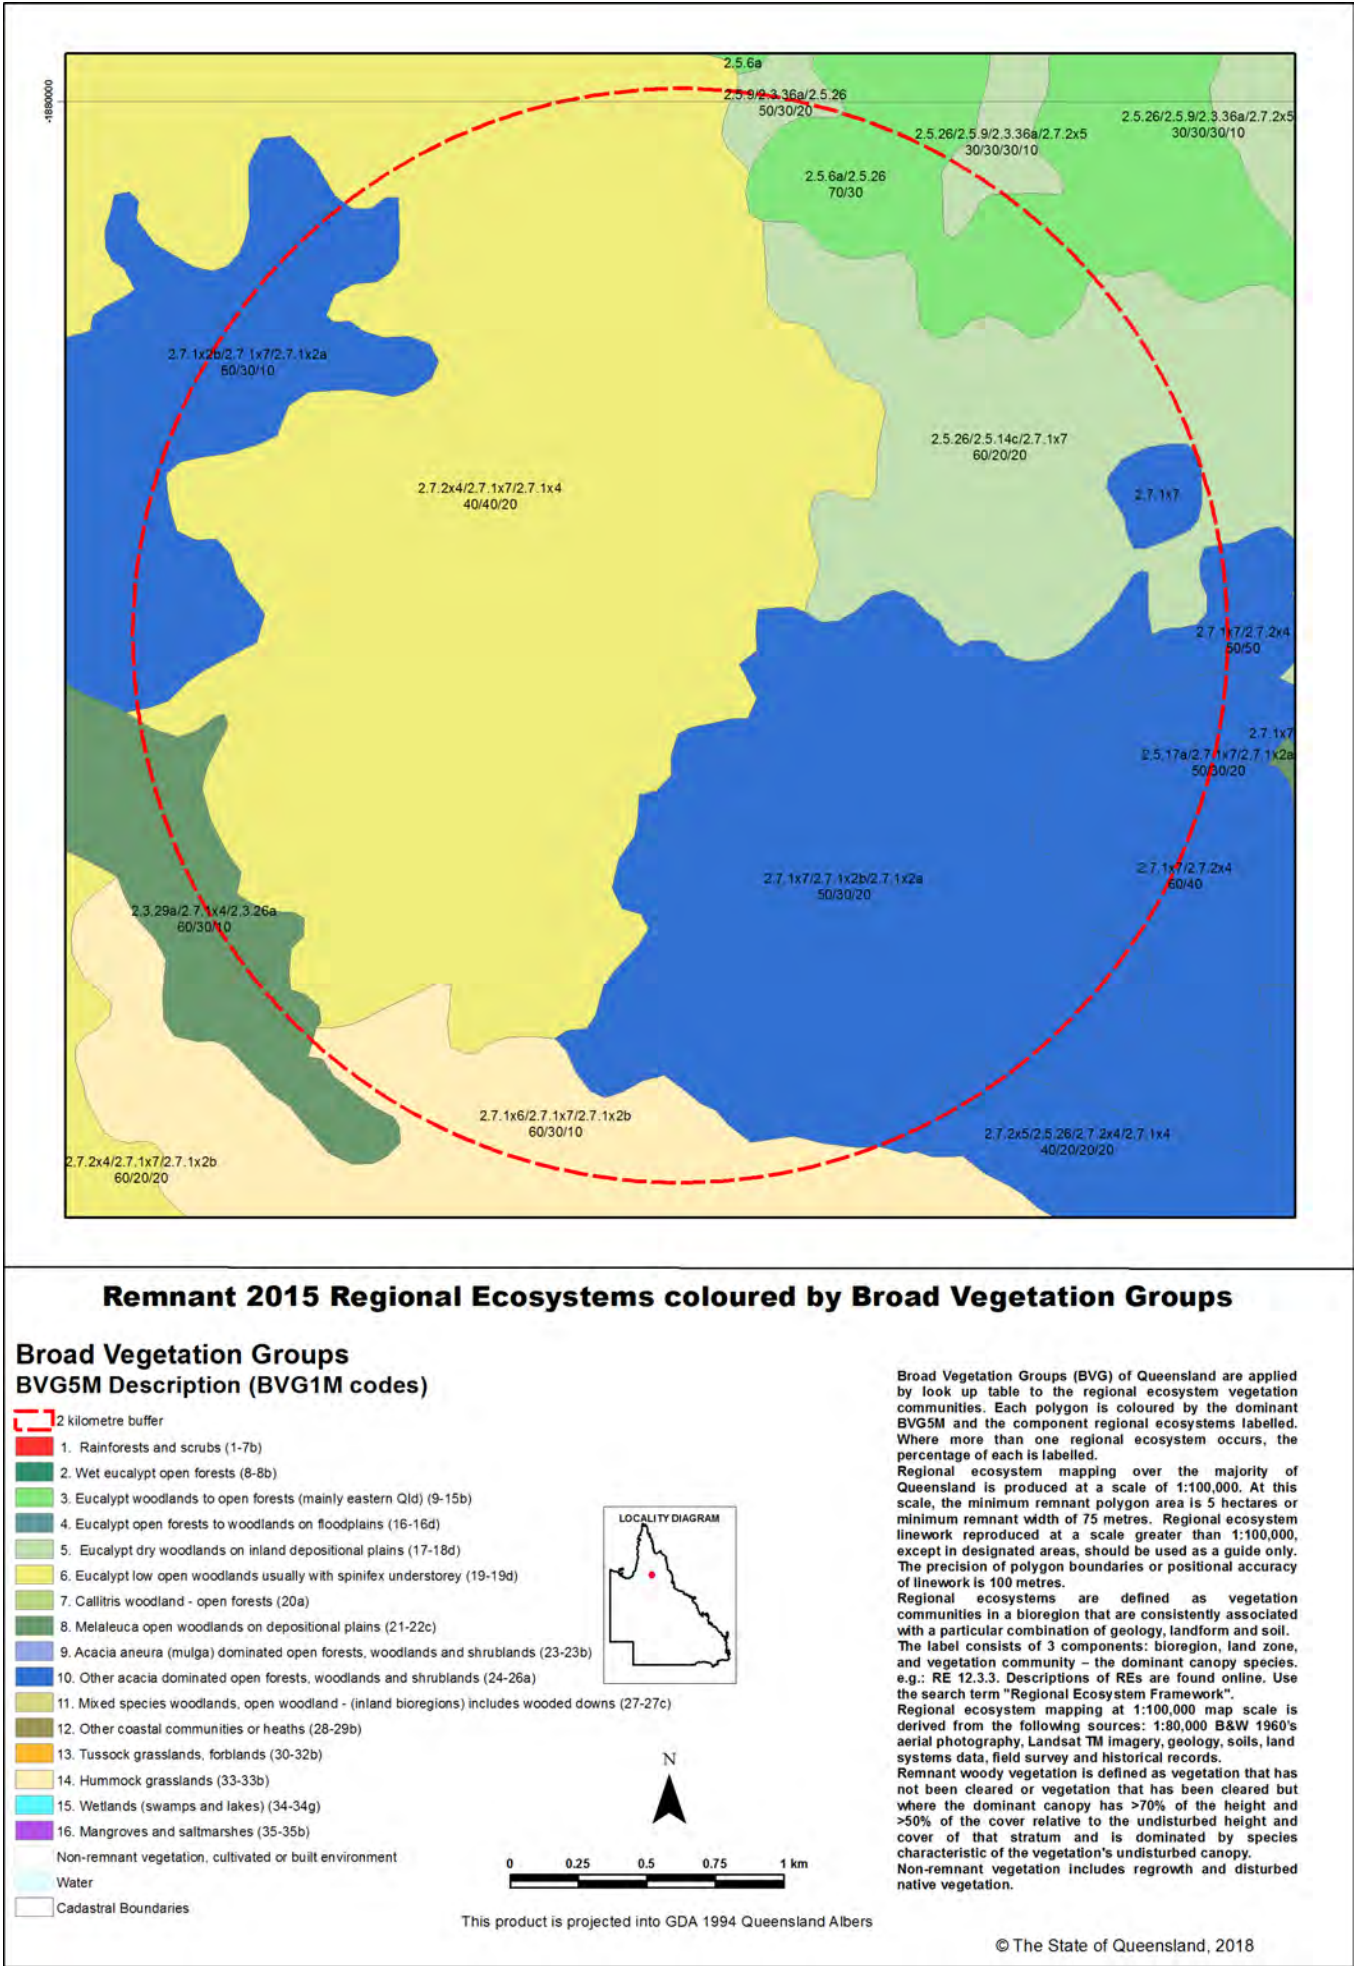 -1880000
2.5.6a
2.5.9/2.3.36a/2.5.26
50/30/20
2.5.26/2.5.9/2.3.36a/2.7.2x5
30/30/30/10
2.5.26/2.5.9/2.3.36a/2.7.2x5
30/30/30/10
2.5.6a/2.5.26
70/30
2.7.1x2b/2.7.1x7/2.7.1x2a
60/30/10
2.5.26/2.5.14c/2.7.1x7
60/20/20
2.7.2x4/2.7.1x7/2.7.1x4
40/40/20
2.7.1x7
2.7.1x7/2.7.2x4
50/50
2.7.1x7
2.5.17a/2.7.1x7/2.7.1x2a
50/30/20
2.7.1x7/2.7.1x2b/2.7.1x2a
50/30/20
2.7.1x7/2.7.2x4
60/40
2.3.29a/2.7.1x4/2.3.26a
60/30/10
2.7.1x6/2.7.1x7/2.7.1x2b
60/30/10
2.7.2x5/2.5.26/2.7.2x4/2.7.1x4
40/20/20/20
2.7.2x4/2.7.1x7/2.7.1x2b
60/20/20
Remnant 2015 Regional Ecosystems coloured by Broad Vegetation Groups
Broad Vegetation Groups
BVG5M Description (BVG1M codes)
2 kilometre buffer
1. Rainforests and scrubs (1-7b)
2. Wet eucalypt open forests (8-8b)
3. Eucalypt woodlands to open forests (mainly eastern Qld) (9-15b)
4. Eucalypt open forests to woodlands on floodplains (16-16d)
5. Eucalypt dry woodlands on inland depositional plains (17-18d)
6. Eucalypt low open woodlands usually with spinifex understorey (19-19d)
7. Callitris woodland - open forests (20a)
8. Melaleuca open woodlands on depositional plains (21-22c)
9. Acacia aneura (mulga) dominated open forests, woodlands and shrublands (23-23b)
10. Other acacia dominated open forests, woodlands and shrublands (24-26a)
11. Mixed species woodlands, open woodland - (inland bioregions) includes wooded downs (27-27c)
12. Other coastal communities or heaths (28-29b)
13. Tussock grasslands, forblands (30-32b)
14. Hummock grasslands (33-33b)
15. Wetlands (swamps and lakes) (34-34g)
16. Mangroves and saltmarshes (35-35b)
Non-remnant vegetation, cultivated or built environment
Water
Cadastral Boundaries
LOCALITY DIAGRAM
N
0 0.25 0.5 0.75 1 km
This product is projected into GDA 1994 Queensland Albers
Broad Vegetation Groups (BVG) of Queensland are applied
by look up table to the regional ecosystem vegetation
communities. Each polygon is coloured by the dominant
BVG5M and the component regional ecosystems labelled.
Where more than one regional ecosystem occurs, the
percentage of each is labelled.
Regional ecosystem mapping over the majority of
Queensland is produced at a scale of 1:100,000. At this
scale, the minimum remnant polygon area is 5 hectares or
minimum remnant width of 75 metres. Regional ecosystem
linework reproduced at a scale greater than 1:100,000,
except in designated areas, should be used as a guide only.
The precision of polygon boundaries or positional accuracy
of linework is 100 metres.
Regional ecosystems are defined as vegetation
communities in a bioregion that are consistently associated
with a particular combination of geology, landform and soil.
The label consists of 3 components: bioregion, land zone,
and vegetation community – the dominant canopy species.
e.g.: RE 12.3.3. Descriptions of REs are found online. Use
the search term "Regional Ecosystem Framework".
Regional ecosystem mapping at 1:100,000 map scale is
derived from the following sources: 1:80,000 B&W 1960's
aerial photography, Landsat TM imagery, geology, soils, land
systems data, field survey and historical records.
Remnant woody vegetation is defined as vegetation that has
not been cleared or vegetation that has been cleared but
where the dominant canopy has >70% of the height and
>50% of the cover relative to the undisturbed height and
cover of that stratum and is dominated by species
characteristic of the vegetation's undisturbed canopy.
Non-remnant vegetation includes regrowth and disturbed
native vegetation.
© The State of Queensland, 2018